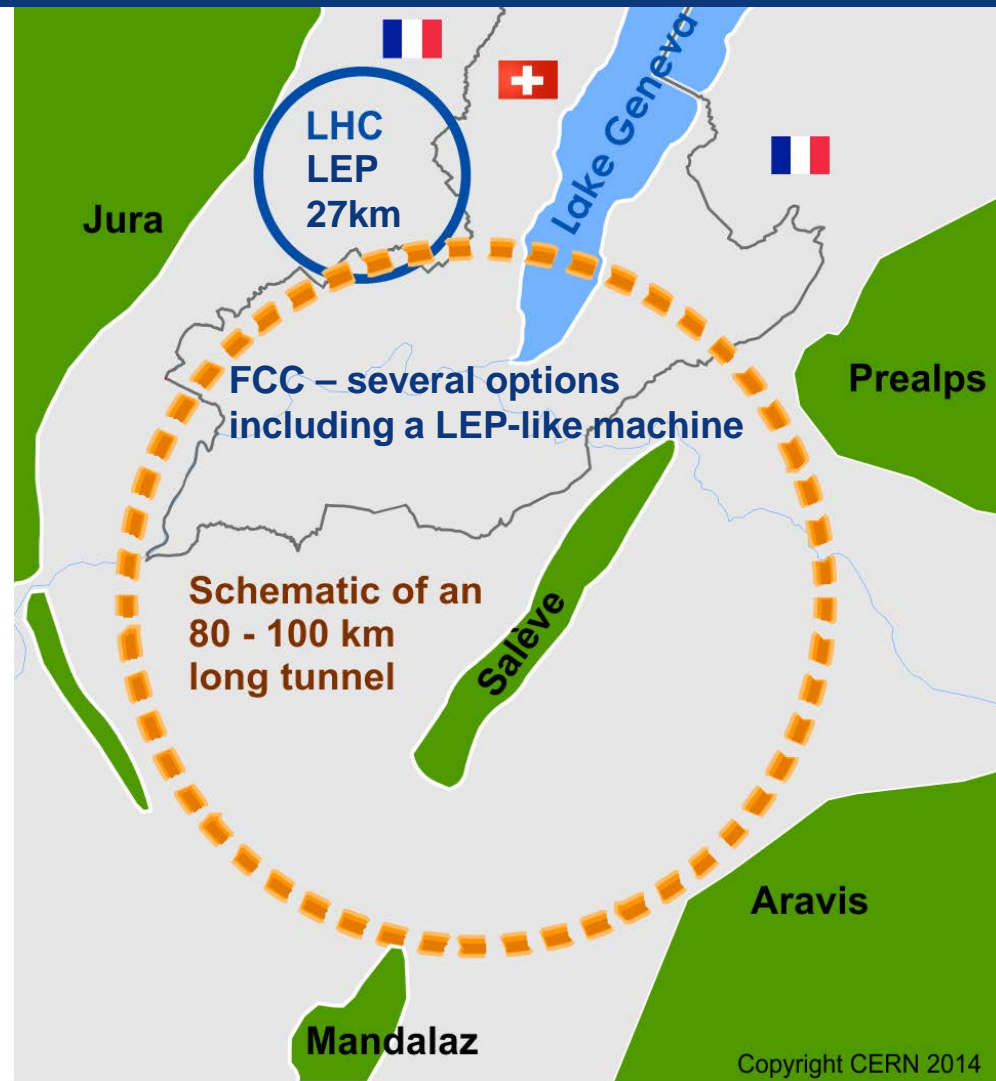 LHC
LEP
27km
Lake Geneva
Jura
FCC – several options
including a LEP-like machine
Prealps
Schematic of an
80 - 100 km
long tunnel
Salève
Aravis
Mandalaz
Copyright CERN 2014